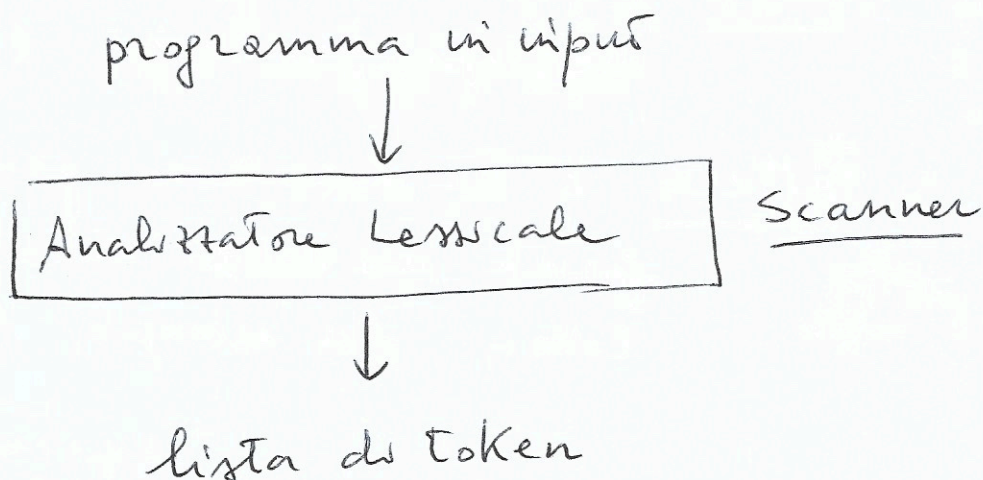 programma in input
Analizzatore Lessicale
Scanner
lista di token